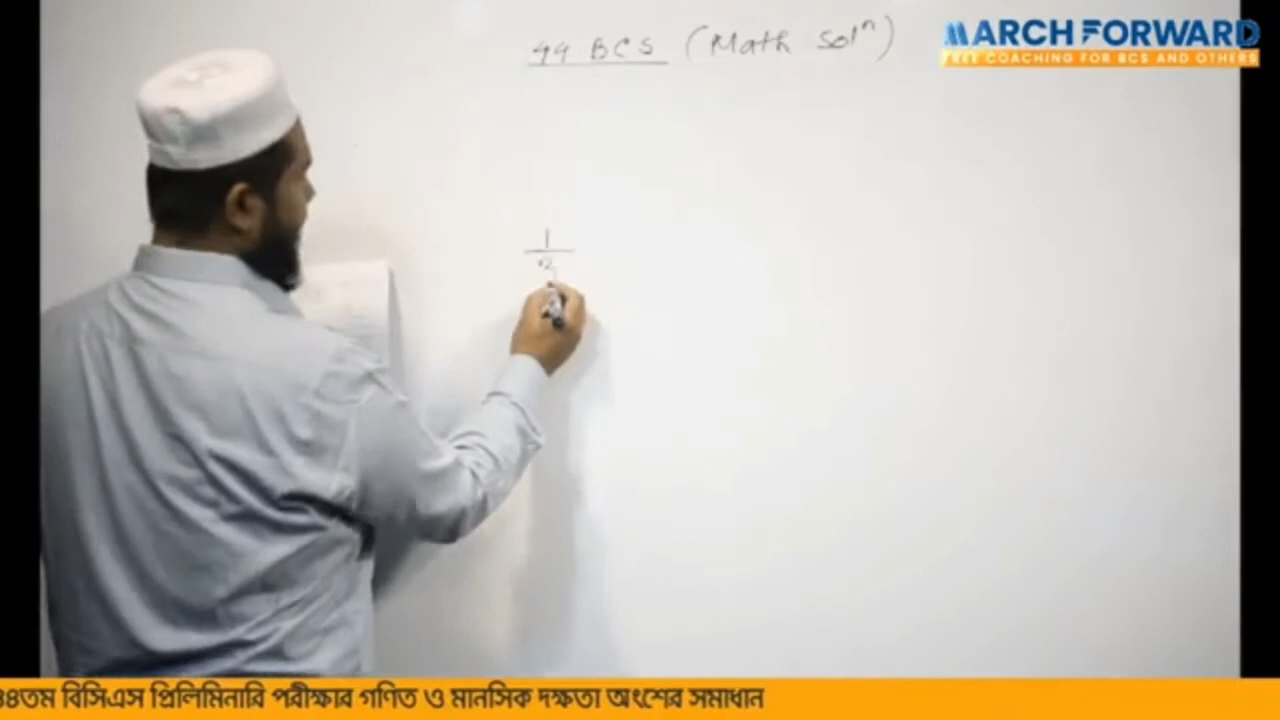 44 BCS (Math Solⁿ)
MARCH FORWARD
FREE COACHING FOR BCS AND OTHERS
1
৪৪তম বিসিএস প্রিলিমিনারি পরীক্ষার গণিত ও মানসিক দক্ষতা অংশের সমাধান